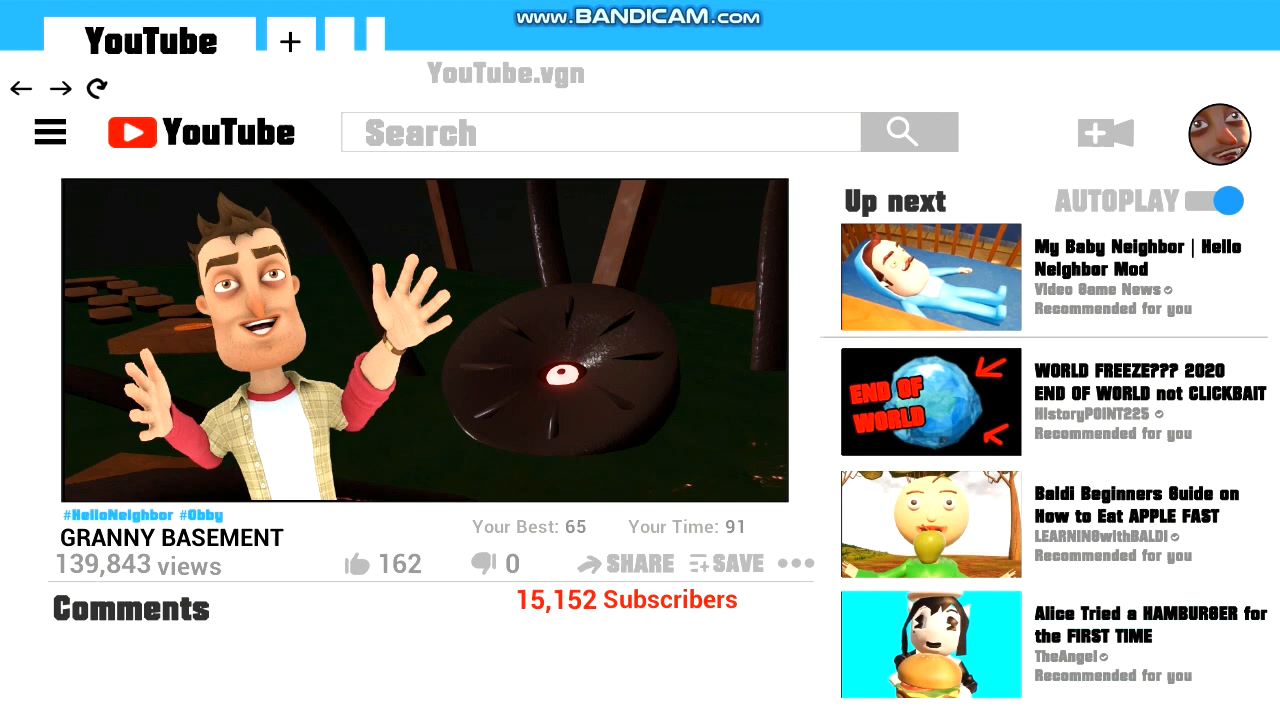 www.BANDICAM.com
YouTube
+
YouTube.vgn
YouTube
Search
Up next
AUTOPLAY
My Baby Neighbor | Hello
Neighbor Mod
Video Game News
Recommended for you
END OF
WORLD
WORLD FREEZE??? 2020
END OF WORLD not CLICKBAIT
HistoryPOINT225
Recommended for you
Baldi Beginners Guide on
How to Eat APPLE FAST
LEARNINGwithBALDI
Recommended for you
Alice Tried a HAMBURGER for
the FIRST TIME
TheAngel
Recommended for you
#HelloNeighbor #Obby
GRANNY BASEMENT
Your Best: 65
Your Time: 91
139,843 views
162
0
SHARE
SAVE
15,152 Subscribers
Comments